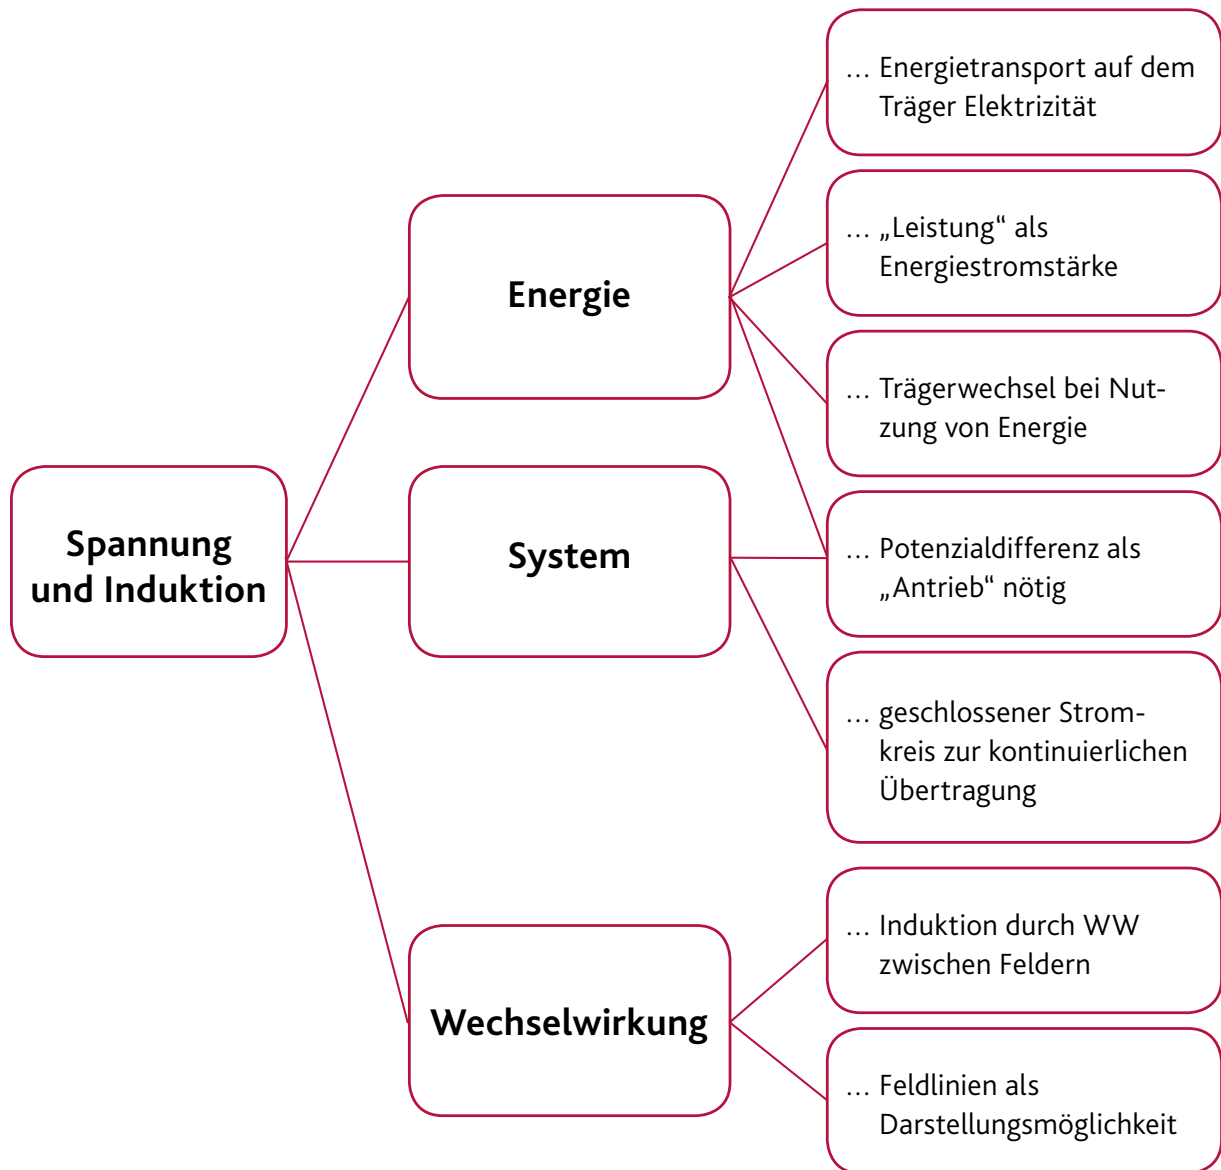 Spannung
und Induktion
Energie
… Energietransport auf dem
Träger Elektrizität
… „Leistung“ als
Energiestromstärke
… Trägerwechsel bei Nut-
zung von Energie
System
… Potenzialdifferenz als
„Antrieb“ nötig
… geschlossener Strom-
kreis zur kontinuierlichen
Übertragung
Wechselwirkung
… Induktion durch WW
zwischen Feldern
… Feldlinien als
Darstellungsmöglichkeit